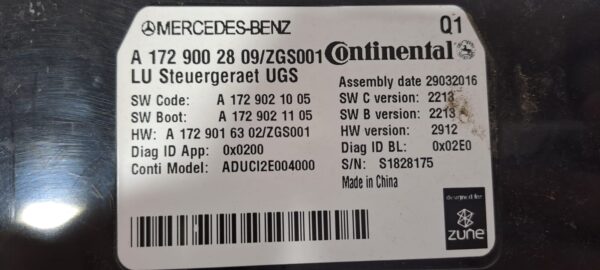 MERCEDES-BENZ Q1
A 172 900 28 09/ZGS001 Continental
LU Steuergeraet UGS Assembly date 29032016
SW Code: A 172 902 10 05 SW C version: 2213
SW Boot: A 172 902 11 05 SW B version: 2213
HW: A 172 901 63 02/ZGS001 HW version: 2912
Diag ID App: 0x0200 Diag ID BL: 0x02E0
Conti Model: ADUCI2E004000 S/N: S1828175
Made in China
designed for
zune